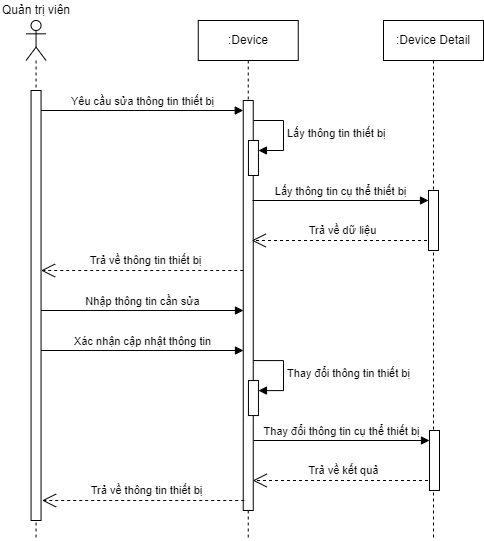 Quản trị viên
:Device
:Device Detail
Yêu cầu sửa thông tin thiết bị
Lấy thông tin thiết bị
Lấy thông tin cụ thể thiết bị
Trả về dữ liệu
Trả về thông tin thiết bị
Nhập thông tin cần sửa
Xác nhận cập nhật thông tin
Thay đổi thông tin thiết bị
Thay đổi thông tin cụ thể thiết bị
Trả về kết quả
Trả về thông tin thiết bị